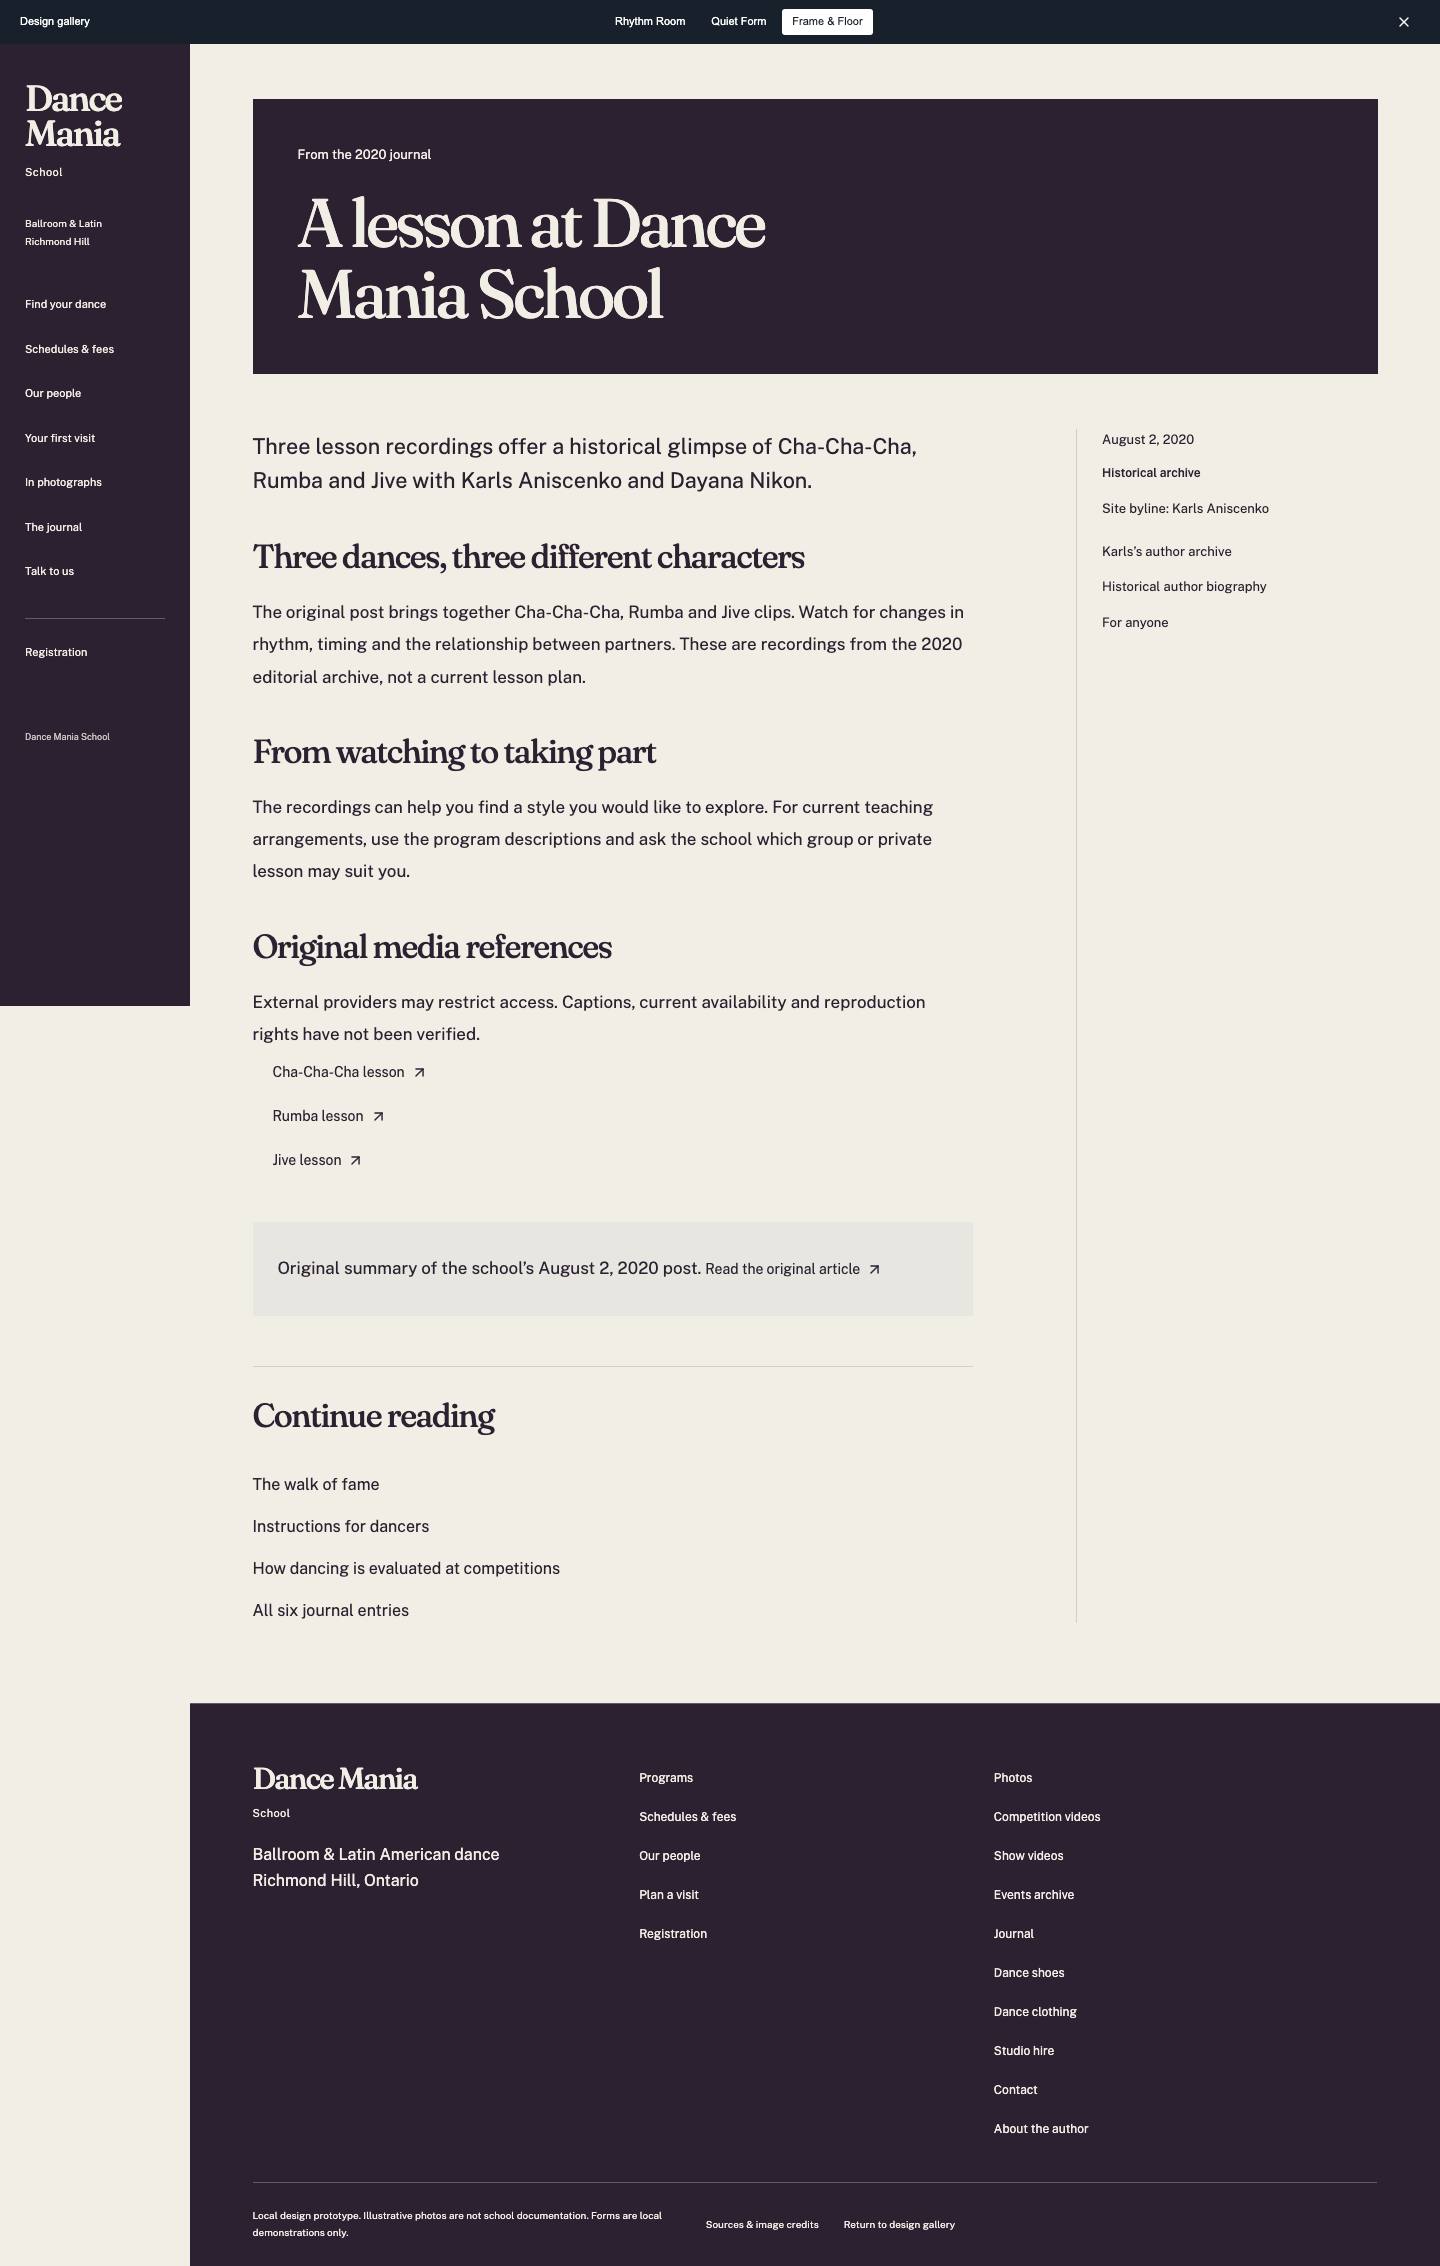 Design gallery
Rhythm Room
Quiet Form
Frame & Floor
Dance
Mania
School
Ballroom & Latin
Richmond Hill
Find your dance
Schedules & fees
Our people
Your first visit
In photographs
The journal
Talk to us
Registration
Dance Mania School
From the 2020 journal
A lesson at Dance
Mania School
Three lesson recordings offer a historical glimpse of Cha-Cha-Cha,
Rumba and Jive with Karls Aniscenko and Dayana Nikon.
Three dances, three different characters
The original post brings together Cha-Cha-Cha, Rumba and Jive clips. Watch for changes in
rhythm, timing and the relationship between partners. These are recordings from the 2020
editorial archive, not a current lesson plan.
From watching to taking part
The recordings can help you find a style you would like to explore. For current teaching
arrangements, use the program descriptions and ask the school which group or private
lesson may suit you.
Original media references
External providers may restrict access. Captions, current availability and reproduction
rights have not been verified.
Cha-Cha-Cha lesson
Rumba lesson
Jive lesson
Original summary of the school’s August 2, 2020 post. Read the original article
Continue reading
The walk of fame
Instructions for dancers
How dancing is evaluated at competitions
All six journal entries
August 2, 2020
Historical archive
Site byline: Karls Aniscenko
Karls’s author archive
Historical author biography
For anyone
Dance Mania
School
Ballroom & Latin American dance
Richmond Hill, Ontario
Programs
Schedules & fees
Our people
Plan a visit
Registration
Photos
Competition videos
Show videos
Events archive
Journal
Dance shoes
Dance clothing
Studio hire
Contact
About the author
Local design prototype. Illustrative photos are not school documentation. Forms are local
demonstrations only.
Sources & image credits
Return to design gallery